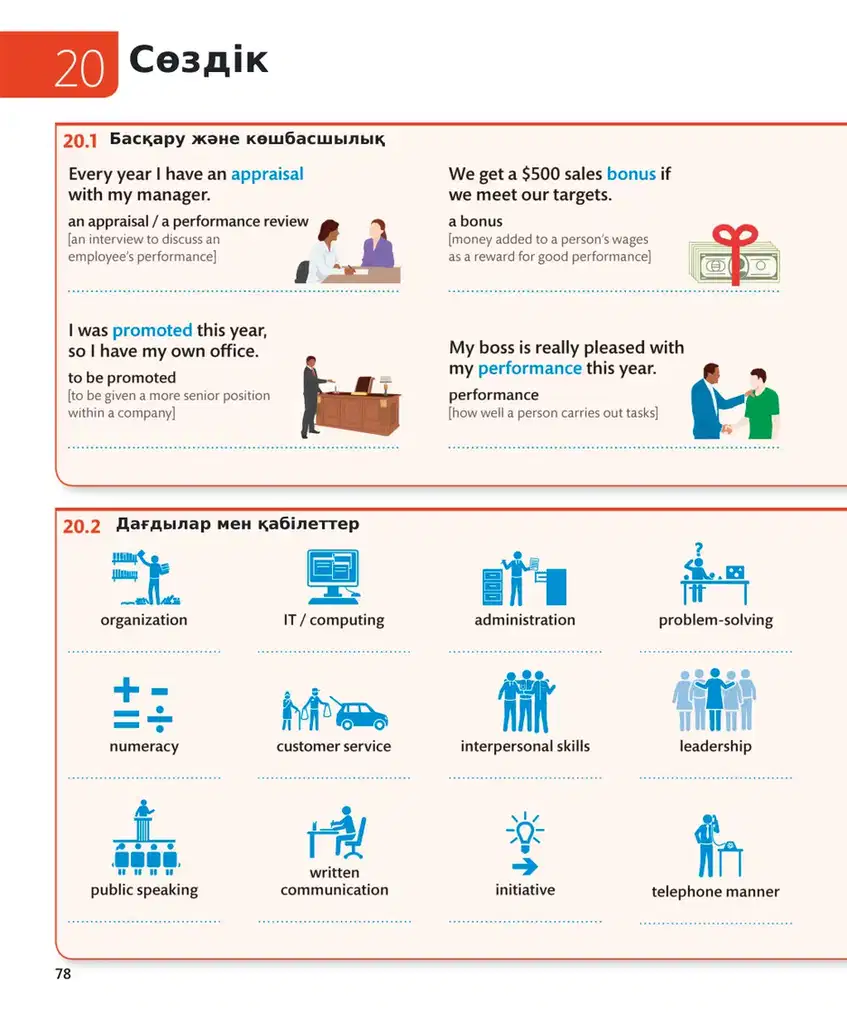 20 Сөздік
20.1 Басқару және көшбасшылық
Every year I have an appraisal
with my manager.
an appraisal / a performance review
[an interview to discuss an
employee's performance]
We get a $500 sales bonus if
we meet our targets.
a bonus
[money added to a person's wages
as a reward for good performance]
I was promoted this year,
so I have my own office.
to be promoted
[to be given a more senior position
within a company]
My boss is really pleased with
my performance this year.
performance
[how well a person carries out tasks]
20.2 Дағдылар мен қабілеттер
organization
IT / computing
administration
?
problem-solving
numeracy
customer service
interpersonal skills
leadership
public speaking
written
communication
initiative
telephone manner
78